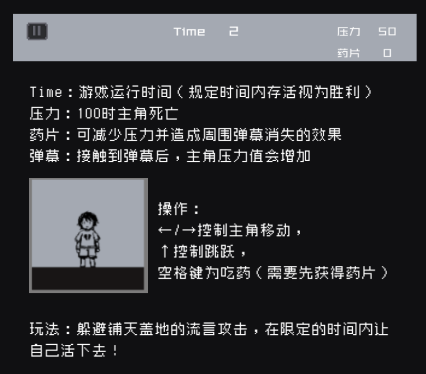 Time 2 压力 50
药片 0
Time：游戏运行时间（规定时间内存活视为胜利）
压力：100时主角死亡
药片：可减少压力并造成周围弹幕消失的效果
弹幕：接触到弹幕后，主角压力值会增加
操作：
←/→控制主角移动，
↑控制跳跃，
空格键为吃药（需要先获得药片）
玩法：躲避铺天盖地的流言攻击，在限定的时间内让
自己活下去！